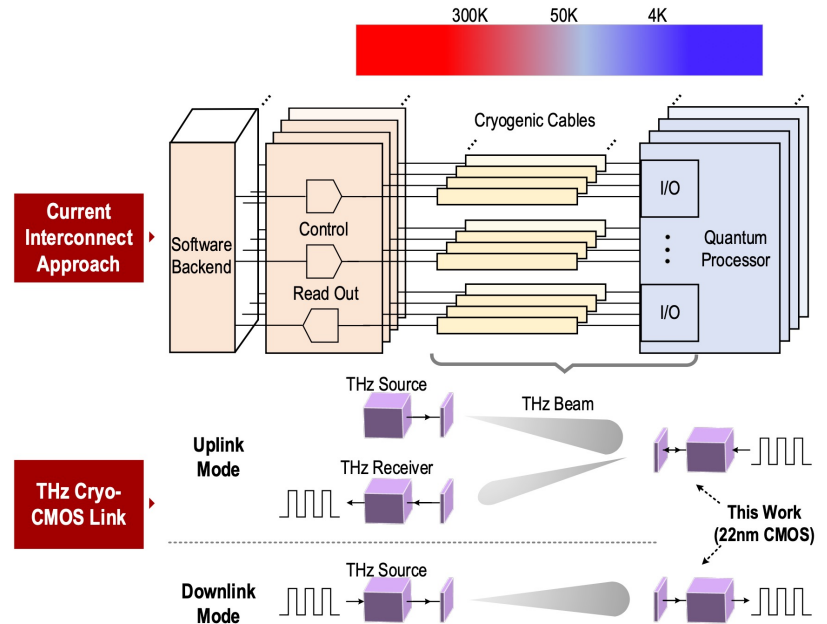 300K 50K 4K
Cryogenic Cables
Current
Interconnect
Approach
Software
Backend
Control
Read Out
I/O
I/O
Quantum
Processor
THz Source
THz Beam
Uplink
Mode
THz Receiver
THz Cryo-
CMOS Link
This Work
(22nm CMOS)
THz Source
Downlink
Mode